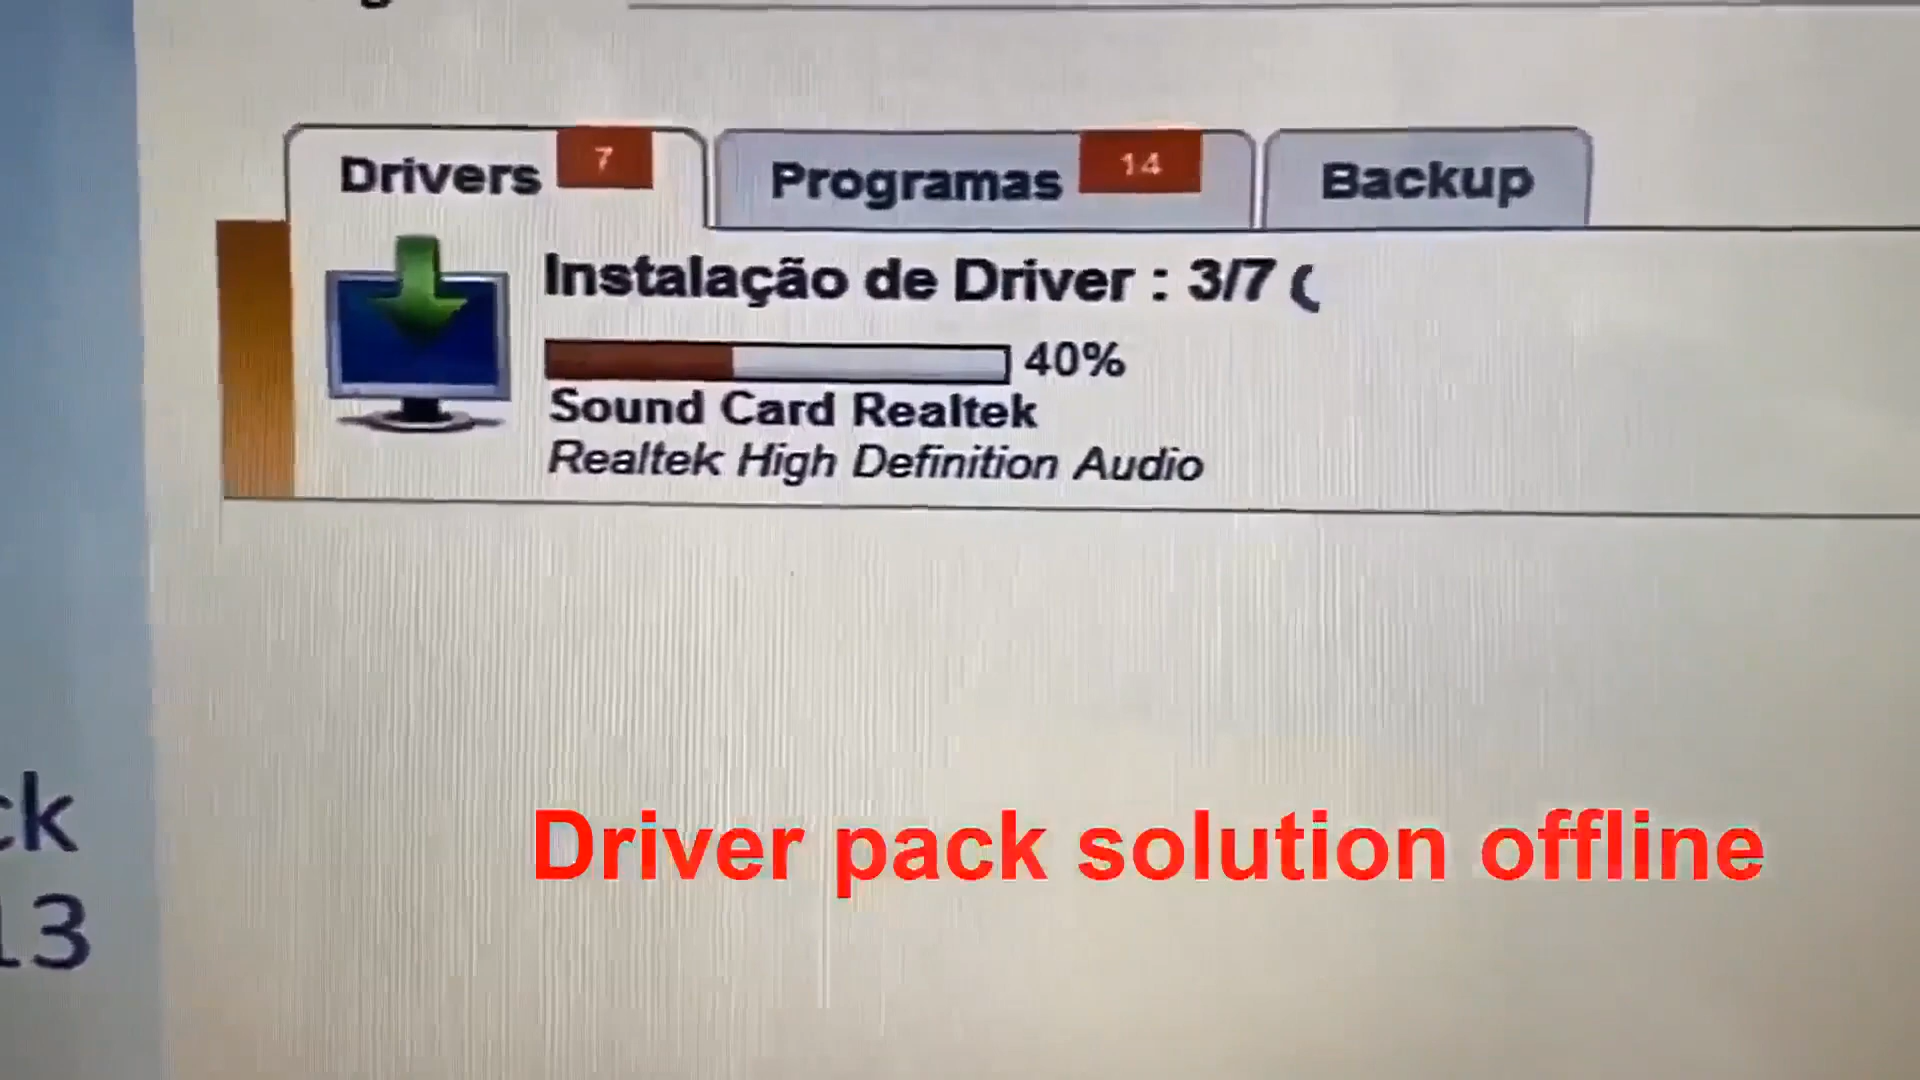 Drivers 7 Programas 14 Backup
Instalação de Driver : 3/7 (
40%
Sound Card Realtek
Realtek High Definition Audio
Driver pack solution offline
ck
13